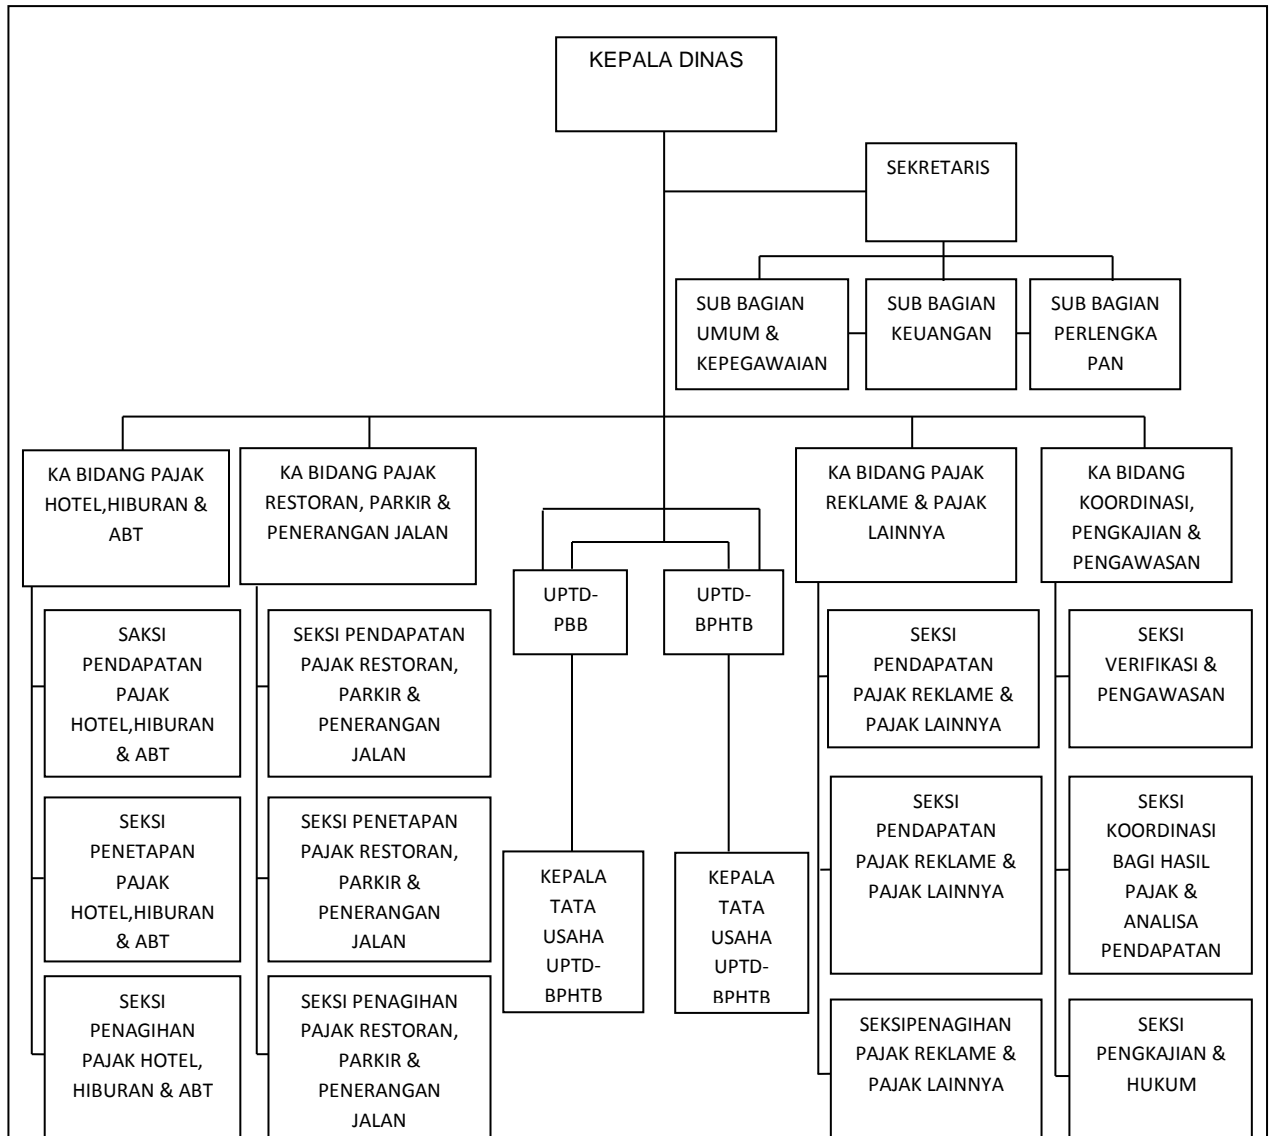 KEPALA DINAS
SEKRETARIS
SUB BAGIAN
UMUM &
KEPEGAWAIAN
SUB BAGIAN
KEUANGAN
SUB BAGIAN
PERLENGKA
PAN
KA BIDANG PAJAK
HOTEL,HIBURAN &
ABT
KA BIDANG PAJAK
RESTORAN, PARKIR &
PENERANGAN JALAN
KA BIDANG PAJAK
REKLAME & PAJAK
LAINNYA
KA BIDANG
KOORDINASI,
PENGKAJIAN &
PENGAWASAN
UPTD-
PBB
UPTD-
BPHTB
SAKSI
PENDAPATAN
PAJAK
HOTEL,HIBURAN
& ABT
SEKSI PENDAPATAN
PAJAK RESTORAN,
PARKIR &
PENERANGAN
JALAN
SEKSI
PENDAPATAN
PAJAK REKLAME &
PAJAK LAINNYA
SEKSI
VERIFIKASI &
PENGAWASAN
SEKSI
PENETAPAN
PAJAK
HOTEL,HIBURAN
& ABT
SEKSI PENETAPAN
PAJAK RESTORAN,
PARKIR &
PENERANGAN
JALAN
KEPALA
TATA
USAHA
UPTD-
BPHTB
KEPALA
TATA
USAHA
UPTD-
BPHTB
SEKSI
PENDAPATAN
PAJAK REKLAME &
PAJAK LAINNYA
SEKSI
KOORDINASI
BAGI HASIL
PAJAK &
ANALISA
PENDAPATAN
SEKSI
PENAGIHAN
PAJAK HOTEL,
HIBURAN & ABT
SEKSI PENAGIHAN
PAJAK RESTORAN,
PARKIR &
PENERANGAN
JALAN
SEKSIPENAGIHAN
PAJAK REKLAME &
PAJAK LAINNYA
SEKSI
PENGKAJIAN &
HUKUM